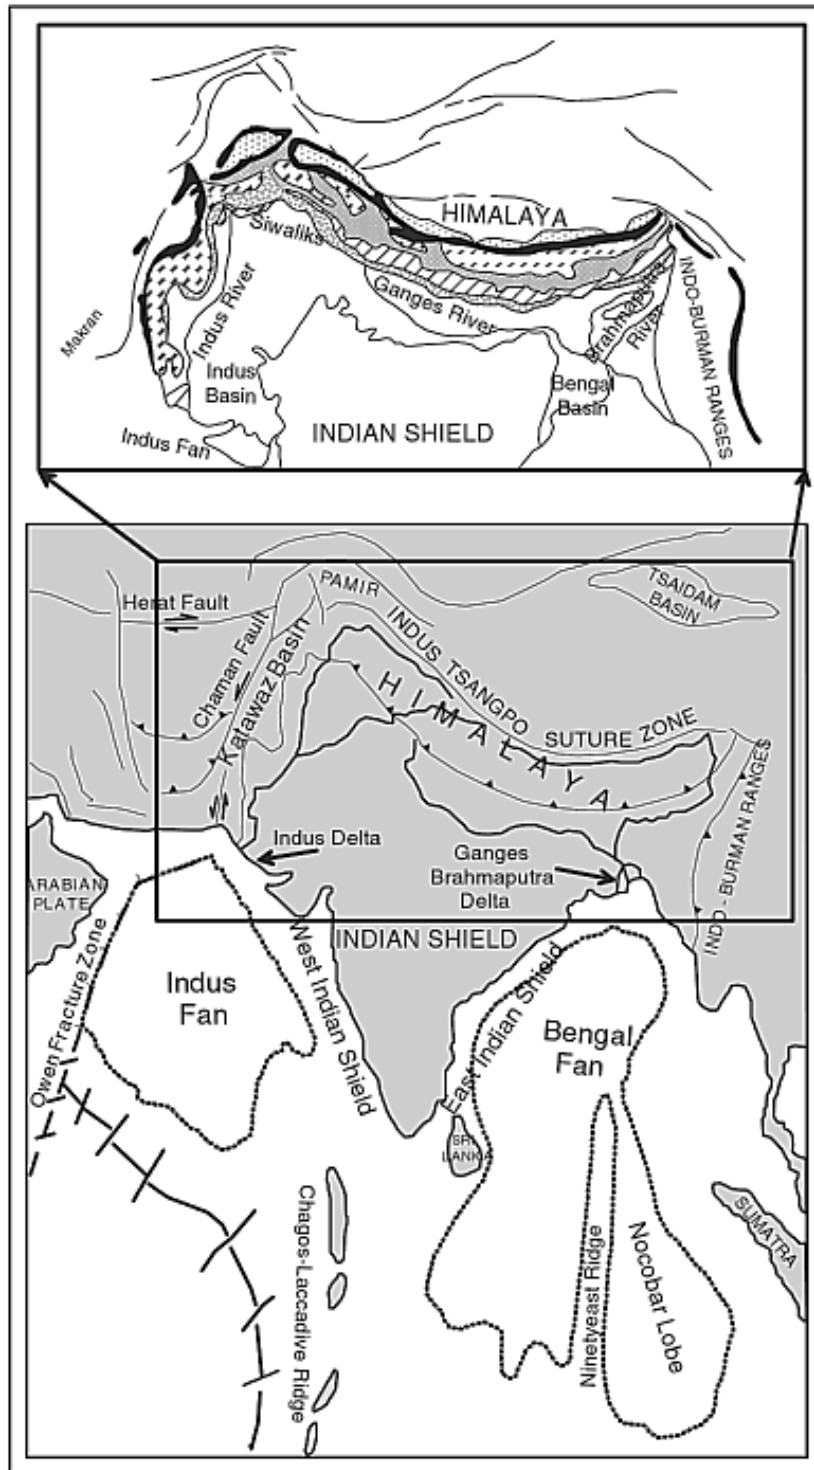 HIMALAYA
Siwaliks
Makran
Indus River
Ganges River
Brahmaputra
River
INDO-BURMAN RANGES
Indus
Basin
Bengal
Basin
INDIAN SHIELD
Indus Fan
PAMIR
TSAIDAM
BASIN
Herat Fault
Chaman Fault
Katawaz Basin
INDUS TSANGPO
SUTURE ZONE
HIMALAYA
INDO - BURMAN RANGES
Indus Delta
Ganges
Brahmaputra
Delta
ARABIAN
PLATE
INDIAN SHIELD
Owen Fracture Zone
Indus
Fan
West Indian Shield
East Indian Shield
Bengal
Fan
SRI
LANKA
Chagos-Laccadive
Ridge
Ninetyeast Ridge
Nocobar Lobe
SUMATRA